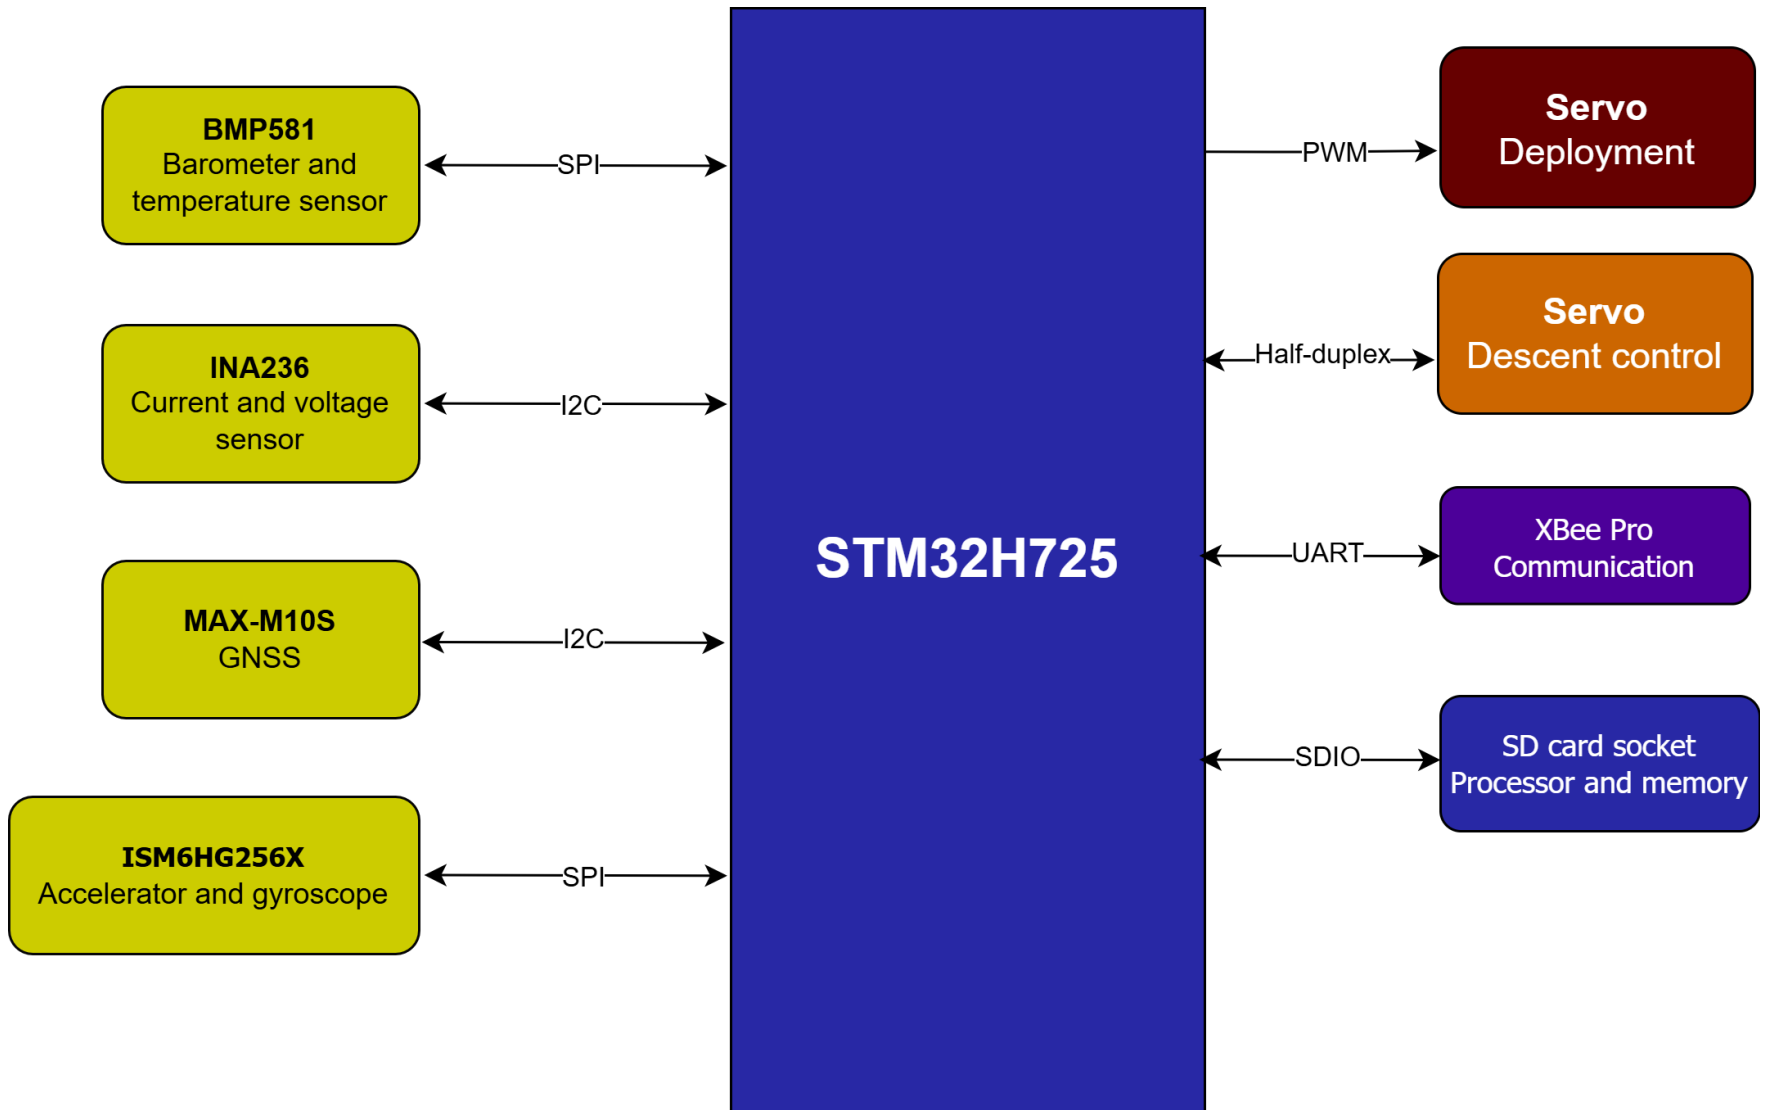 BMP581
Barometer and
temperature sensor
SPI
INA236
Current and voltage
sensor
I2C
MAX-M10S
GNSS
I2C
ISM6HG256X
Accelerator and gyroscope
SPI
STM32H725
PWM
Servo
Deployment
Half-duplex
Servo
Descent control
UART
XBee Pro
Communication
SDIO
SD card socket
Processor and memory